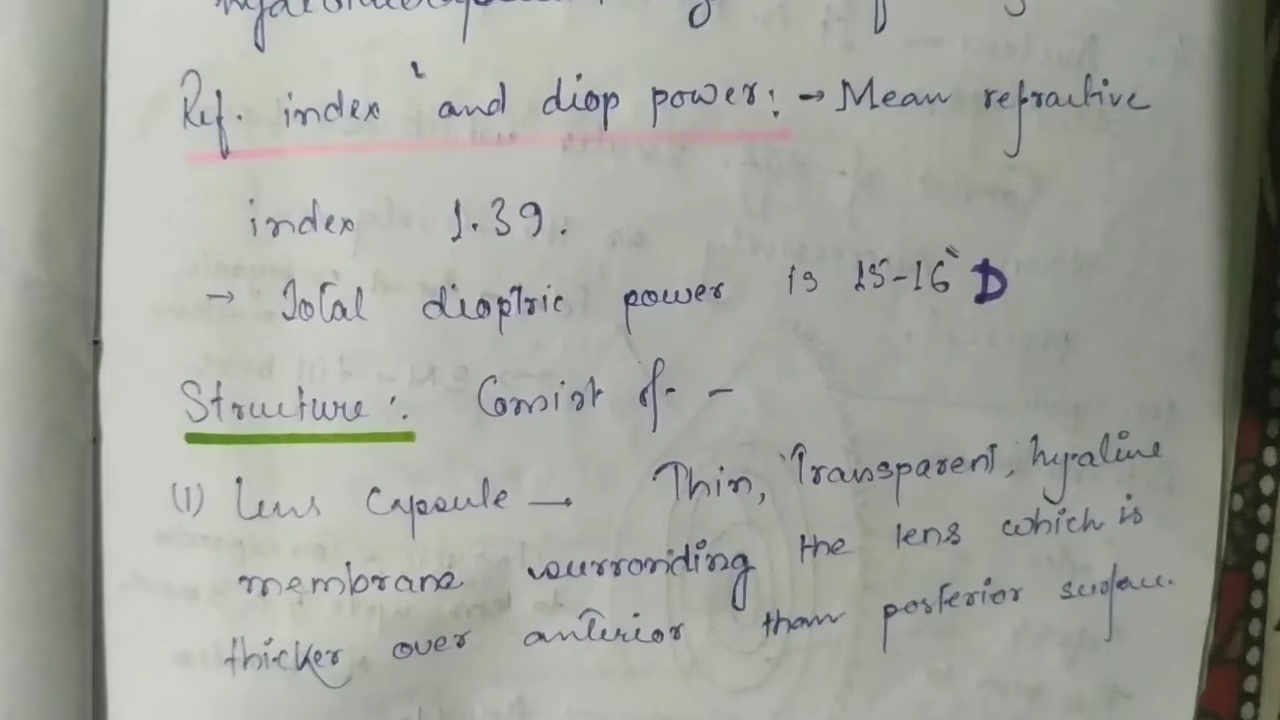 Ref. index and diop power: → Mean refractive
index 1.39.
→ Total dioptric power is 15-16 D
Structure :. Consist of -
(1) Lens capsule → Thin, Transparent, hyaline
membrane surronding the lens which is
thicker over anterior than posterior surface.